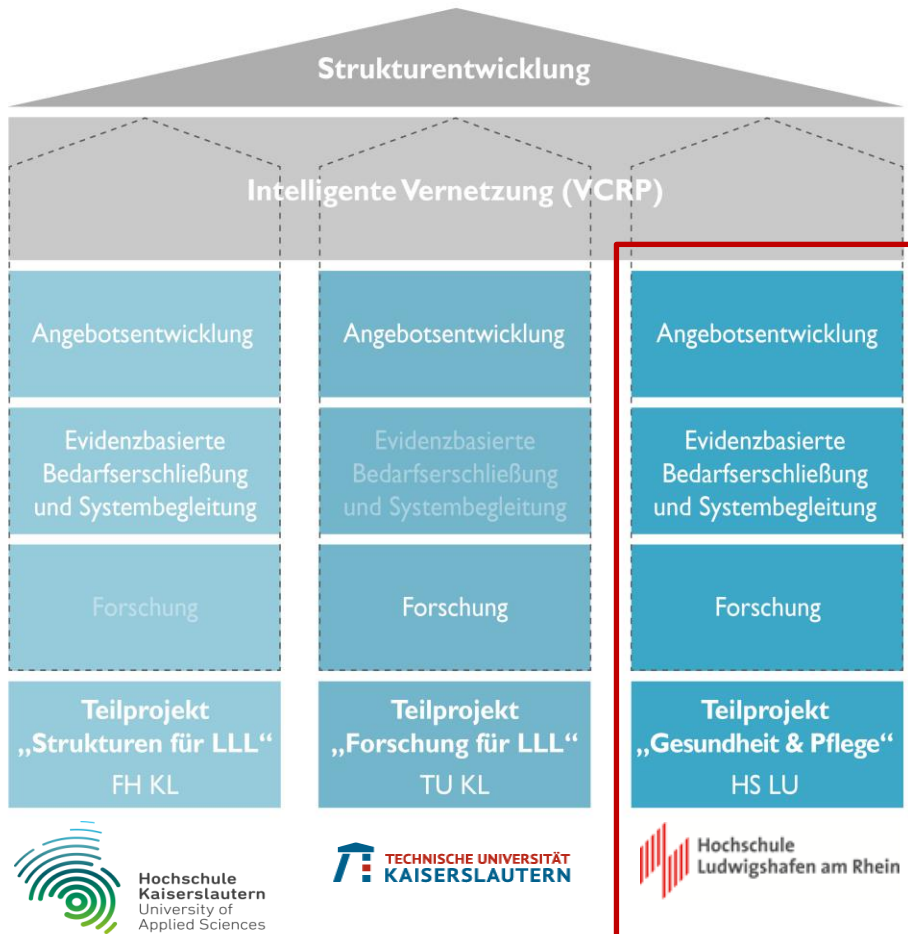 Strukturentwicklung
Intelligente Vernetzung (VCRP)
Angebotsentwicklung
Evidenzbasierte
Bedarfserschließung
und Systembegleitung
Forschung
Teilprojekt
„Strukturen für LLL“
FH KL
Hochschule
Kaiserslautern
University of
Applied Sciences
Angebotsentwicklung
Evidenzbasierte
Bedarfserschließung
und Systembegleitung
Forschung
Teilprojekt
„Forschung für LLL“
TU KL
TECHNISCHE UNIVERSITÄT
KAISERSLAUTERN
Angebotsentwicklung
Evidenzbasierte
Bedarfserschließung
und Systembegleitung
Forschung
Teilprojekt
„Gesundheit & Pflege“
HS LU
Hochschule
Ludwigshafen am Rhein